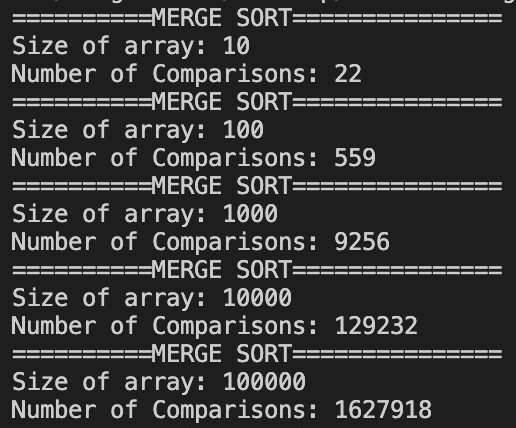 ==========MERGE SORT===============
Size of array: 10
Number of Comparisons: 22
==========MERGE SORT===============
Size of array: 100
Number of Comparisons: 559
==========MERGE SORT===============
Size of array: 1000
Number of Comparisons: 9256
==========MERGE SORT===============
Size of array: 10000
Number of Comparisons: 129232
==========MERGE SORT===============
Size of array: 100000
Number of Comparisons: 1627918